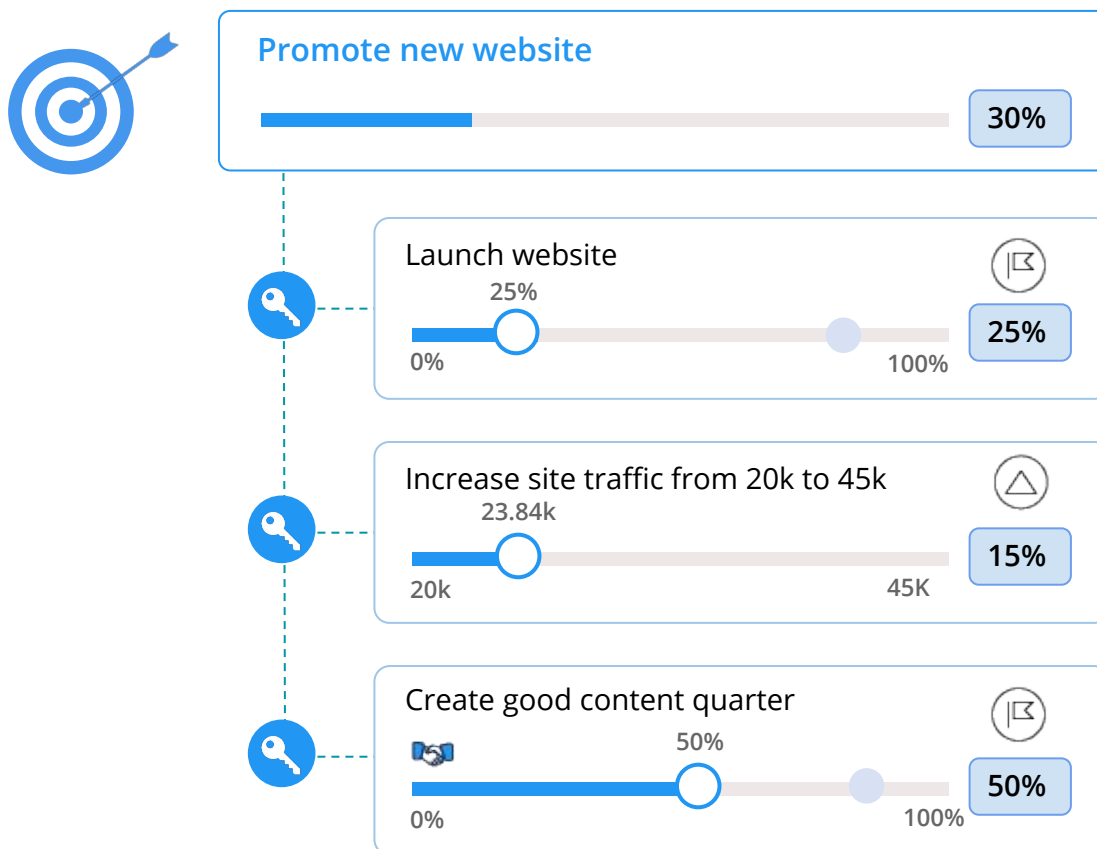 Promote new website
30%
Launch website
25%
25%
0%
100%
Increase site traffic from 20k to 45k
23.84k
15%
20k
45K
Create good content quarter
50%
50%
0%
100%